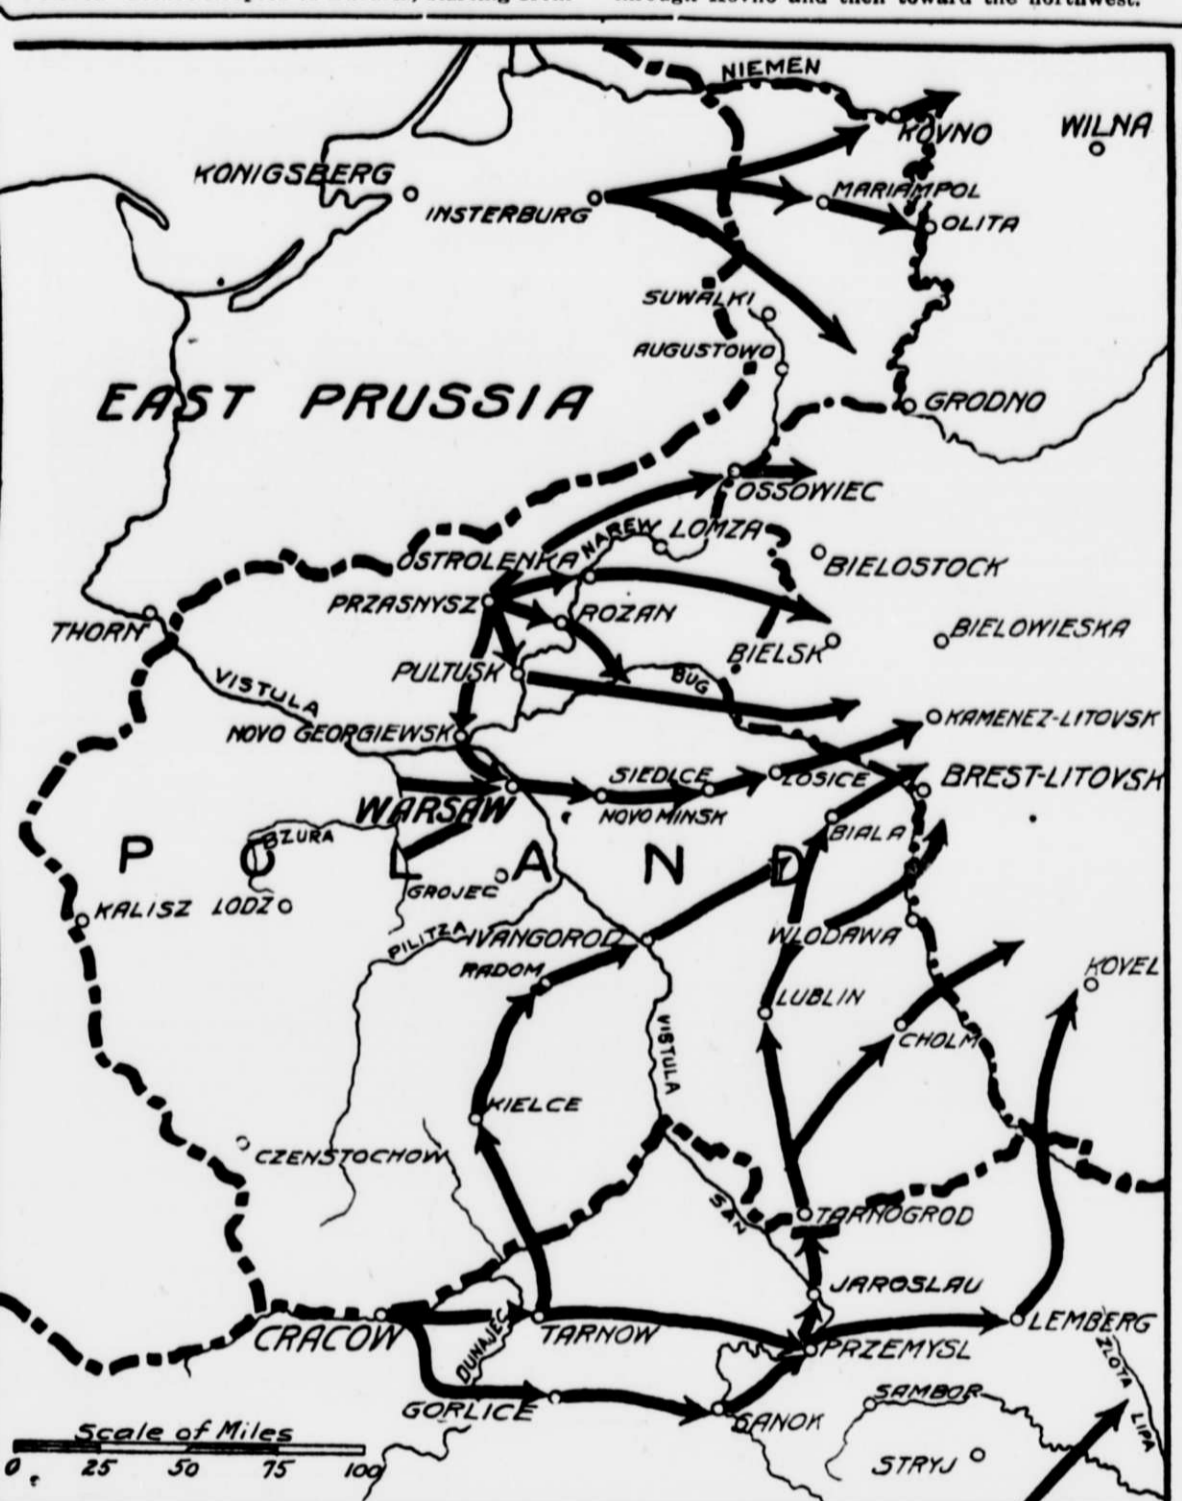 through Kovno and then toward the northwest.
NIEMEN
KOVNO
WILNA
KONIGSBERG
INSTERBURG
MARIAMPOL
OLITA
SUWALKI
AUGUSTOWO
EAST PRUSSIA
GRODNO
OSSOWIEC
NAREW
LOMZA
OSTROLENKA
BIELOSTOCK
PRZASNYSZ
ROZAN
THORN
BIELOWIESKA
BIELSK
PULTUSK
BUG
VISTULA
NOVO GEORGIEWSK
KAMENEZ-LITOVSK
SIEDLCE
LOSICE
BREST-LITOVSK
WARSAW
NOVO MINSK
BIALA
BZURA
POLAND
GROJEC
KALISZ
LODZ
PILITZA
IVANGOROD
WLODAWA
RADOM
KOVEL
LUBLIN
VISTULA
CHOLM
KIELCE
CZENSTOCHOW
SAN
TARNOGROD
JAROSLAU
CRACOW
DUNAJEC
TARNOW
LEMBERG
PRZEMYSL
ZLOTA LIPA
GORLICE
SANOK
SAMBOR
Scale of Miles
0 25 50 75 100
STRYJ